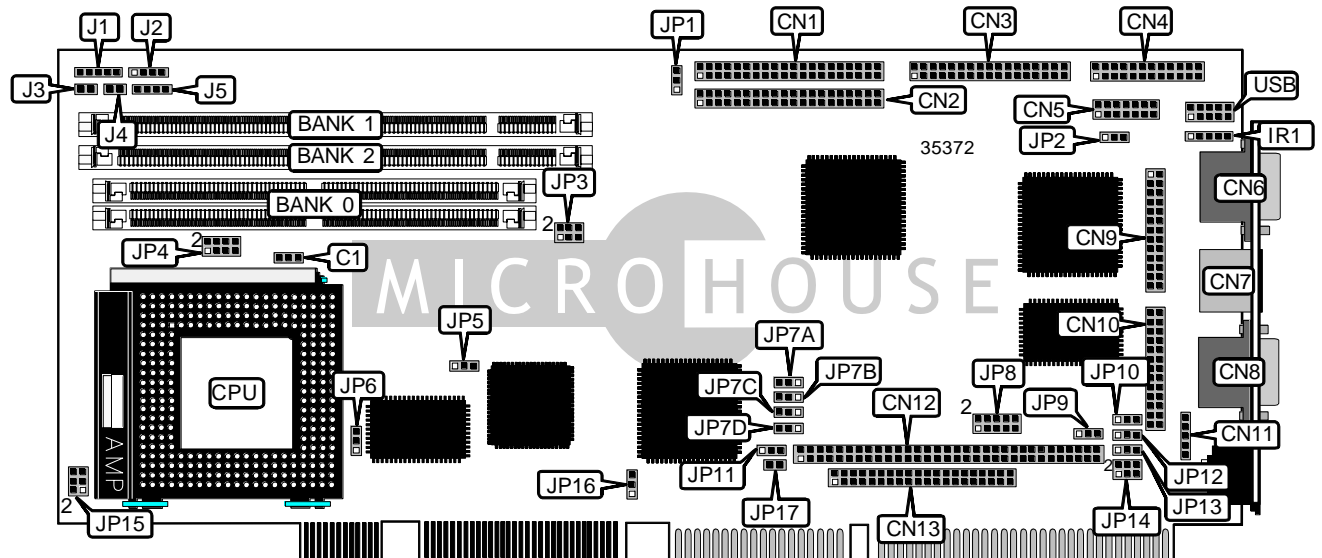 J1
J2
JP1
CN1
CN3
CN4
J3
J5
CN2
CN5
USB
J4
BANK 1
JP2
IR1
35372
BANK 2
JP3
CN6
BANK 0
2
2
JP4
C1
CN9
MICROHOUSE
CN7
JP5
JP7A
CN10
CPU
JP6
JP7C
JP7B
JP8
JP10
CN8
2
CN12
JP9
JP7D
CN11
AMP
JP11
2
JP12
JP16
JP13
2
JP15
JP17
CN13
JP14